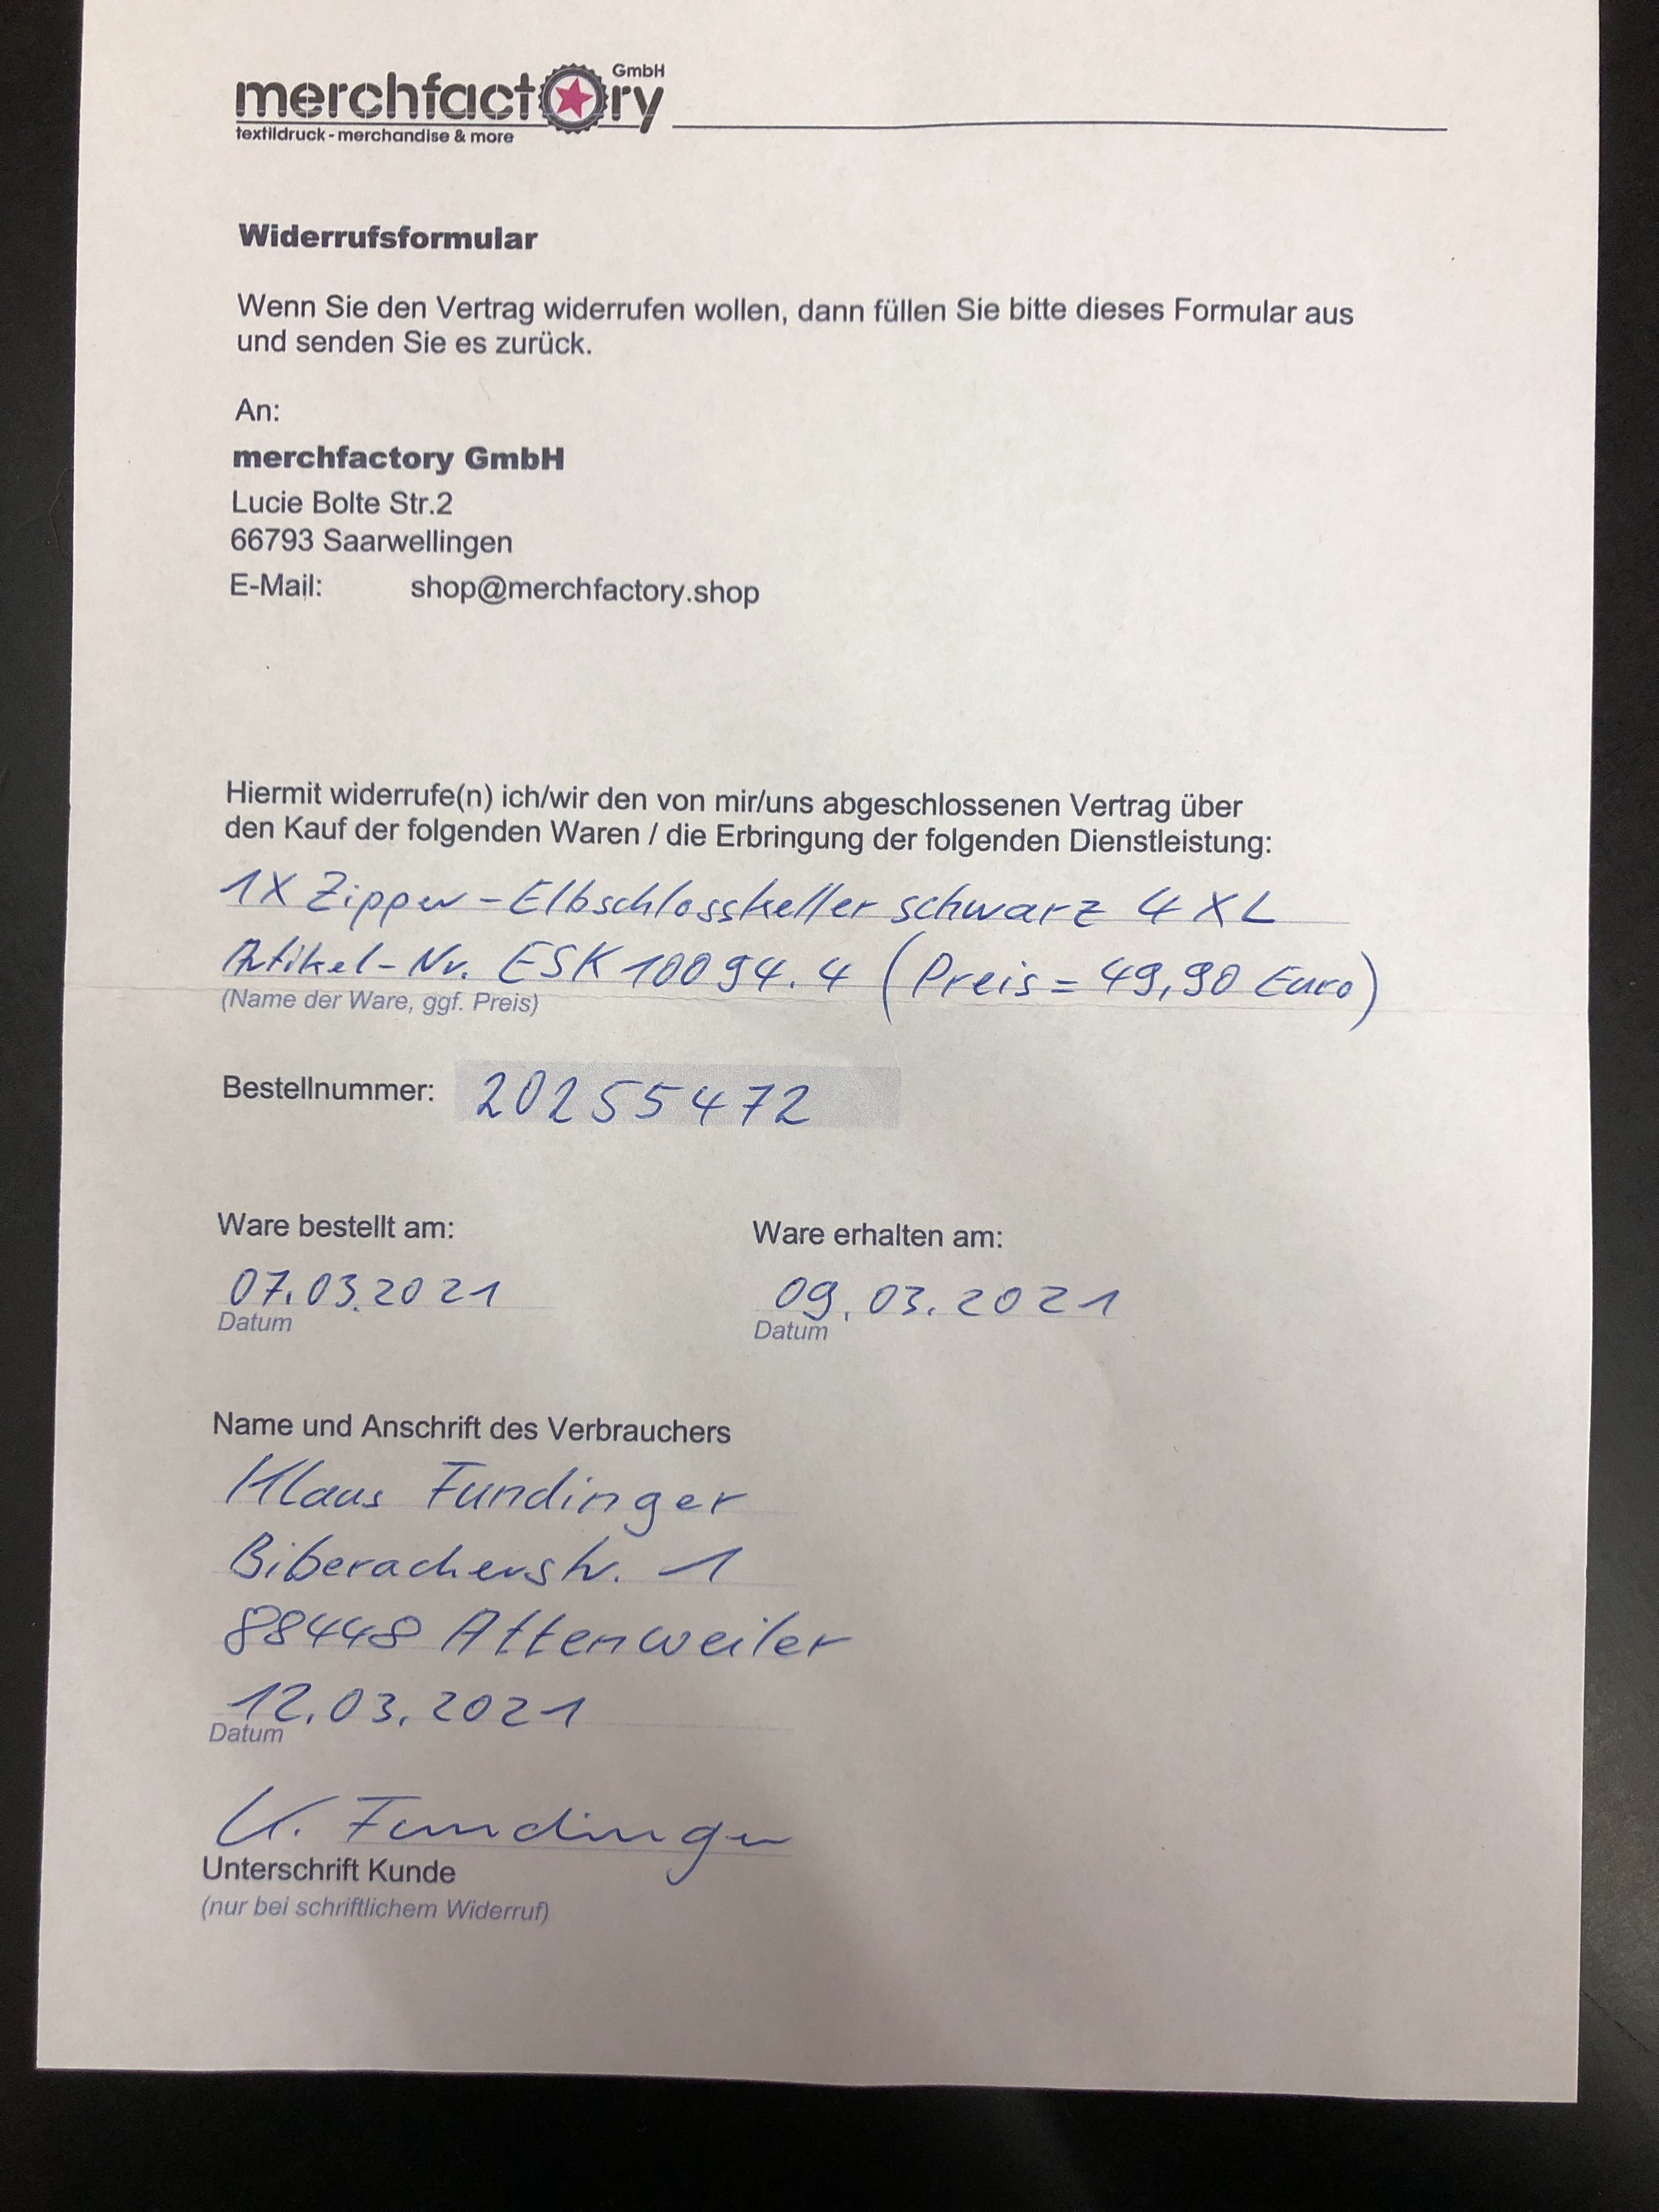 merchfactory GmbH
textildruck - merchandise & more
Widerrufsformular
Wenn Sie den Vertrag widerrufen wollen, dann füllen Sie bitte dieses Formular aus
und senden Sie es zurück.
An:
merchfactory GmbH
Lucie Bolte Str.2
66793 Saarwellingen
E-Mail: shop@merchfactory.shop
Hiermit widerrufe(n) ich/wir den von mir/uns abgeschlossenen Vertrag über
den Kauf der folgenden Waren / die Erbringung der folgenden Dienstleistung:
1X Zipper - Elbschlosskeller schwarz 4XL
Artikel-Nr. ESK10094.4 (Preis = 49,90 Euro)
(Name der Ware, ggf. Preis)
Bestellnummer: 20255472
Ware bestellt am: Ware erhalten am:
07.03.2021 09.03.2021
Datum Datum
Name und Anschrift des Verbrauchers
Klaus Fundinger
Biberacherstr. 1
88448 Attenweiler
12.03.2021
Datum
K. Fundinger
Unterschrift Kunde
(nur bei schriftlichem Widerruf)